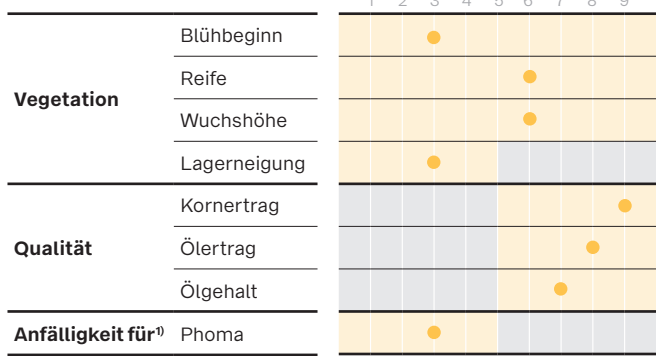 1 2 3 4 5 6 7 8 9
Blühbeginn
Reife
Vegetation
Wuchshöhe
Lagerneigung
Kornertrag
Qualität Ölertrag
Ölgehalt
Anfälligkeit für¹⁾ Phoma